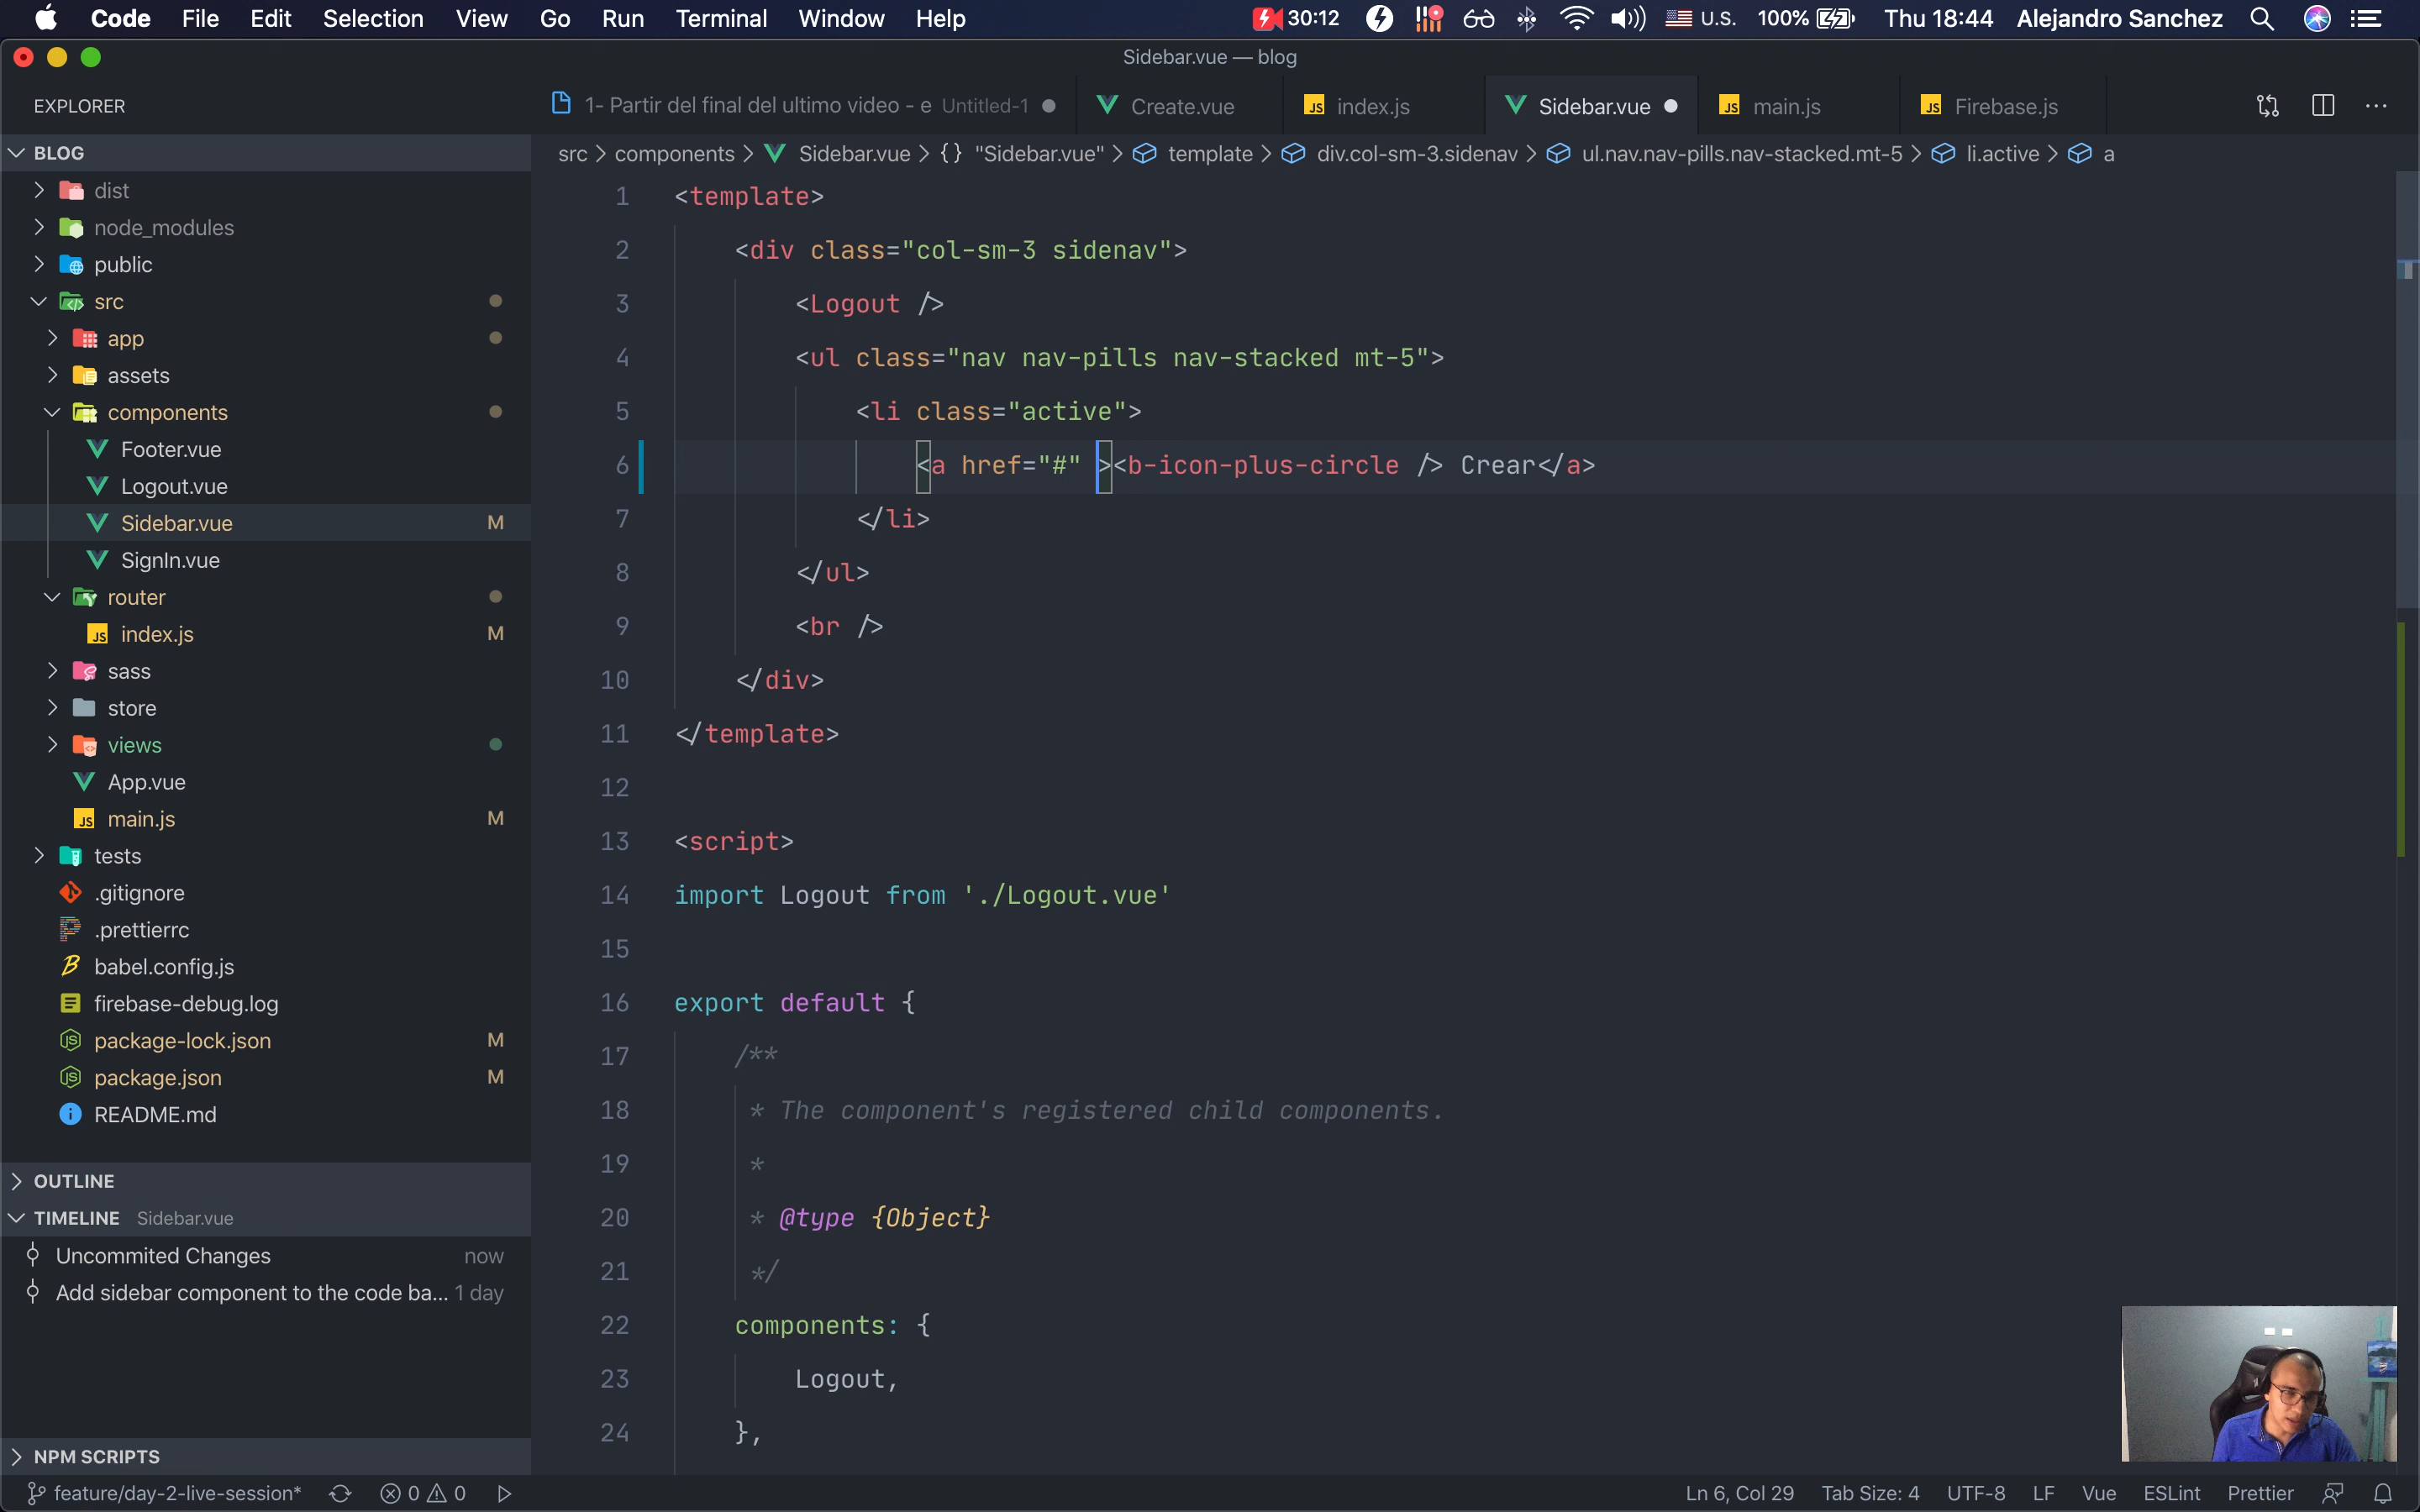 Code File Edit Selection View Go Run Terminal Window Help 30:12 U.S. 100% Thu 18:44 Alejandro Sanchez
Sidebar.vue — blog
EXPLORER
1- Partir del final del ultimo video - e Untitled-1
Create.vue
index.js
Sidebar.vue
main.js
Firebase.js
src > components > Sidebar.vue > {} "Sidebar.vue" > template > div.col-sm-3.sidenav > ul.nav.nav-pills.nav-stacked.mt-5 > li.active > a
BLOG
dist
node_modules
public
src
app
assets
components
Footer.vue
Logout.vue
Sidebar.vue M
SignIn.vue
router
index.js M
sass
store
views
App.vue
main.js M
tests
.gitignore
.prettierrc
babel.config.js
firebase-debug.log
package-lock.json M
package.json M
README.md
OUTLINE
TIMELINE Sidebar.vue
Uncommited Changes now
Add sidebar component to the code ba... 1 day
NPM SCRIPTS
1 <template>
2 <div class="col-sm-3 sidenav">
3 <Logout />
4 <ul class="nav nav-pills nav-stacked mt-5">
5 <li class="active">
6 <a href="#" ><b-icon-plus-circle /> Crear</a>
7 </li>
8 </ul>
9 <br />
10 </div>
11 </template>
12
13 <script>
14 import Logout from './Logout.vue'
15
16 export default {
17 /**
18 * The component's registered child components.
19 *
20 * @type {Object}
21 */
22 components: {
23 Logout,
24 },
feature/day-2-live-session* 0 0 Ln 6, Col 29 Tab Size: 4 UTF-8 LF Vue ESLint Prettier